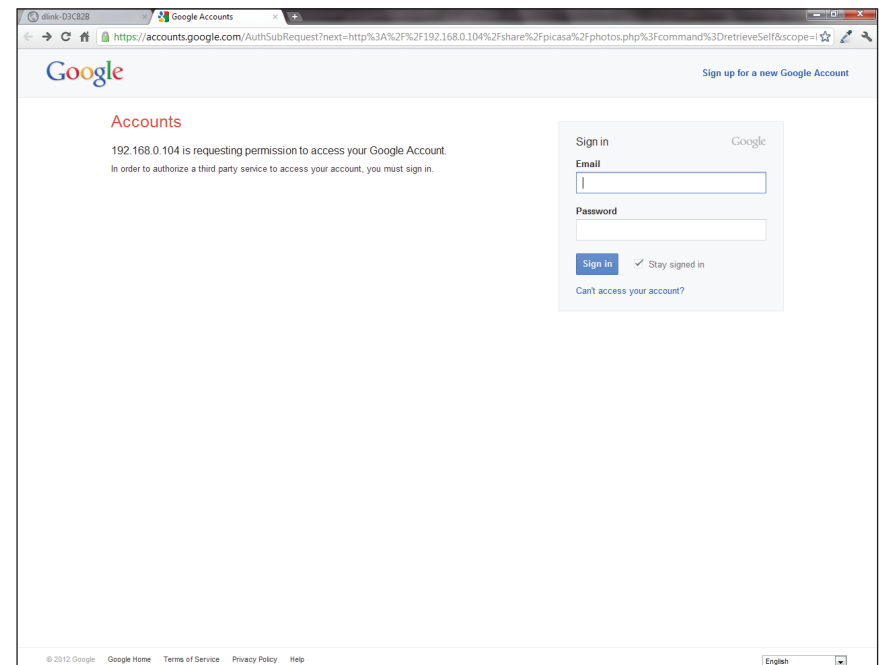 dlink-D3C82B
Google Accounts
https://accounts.google.com/AuthSubRequest?next=http%3A%2F%2F192.168.0.104%2Fshare%2Fpicasa%2Fphotos.php%3Fcommand%3DretrieveSelf&scope=
Google
Sign up for a new Google Account
Accounts
192.168.0.104 is requesting permission to access your Google Account.
In order to authorize a third party service to access your account, you must sign in.
Sign in
Google
Email
Password
Sign in
Stay signed in
Can't access your account?
© 2012 Google
Google Home
Terms of Service
Privacy Policy
Help
English